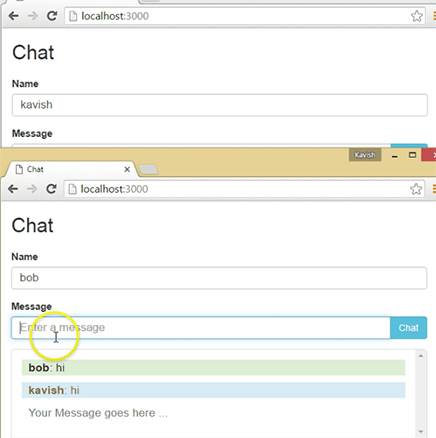 localhost:3000
Chat
Name
kavish
Message
Kavish
Chat
localhost:3000
Chat
Name
bob
Message
Enter a message
Chat
bob: hi
kavish: hi
Your Message goes here ...